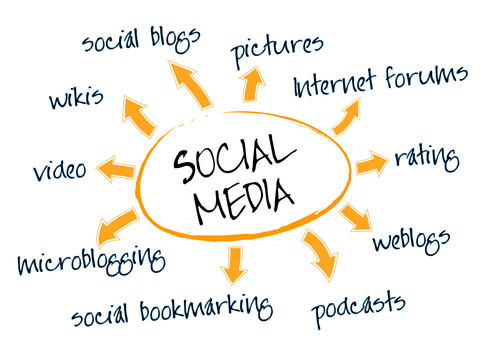 social blogs
pictures
Internet forums
wikis
video
SOCIAL
MEDIA
rating
microblogging
weblogs
social bookmarking
podcasts